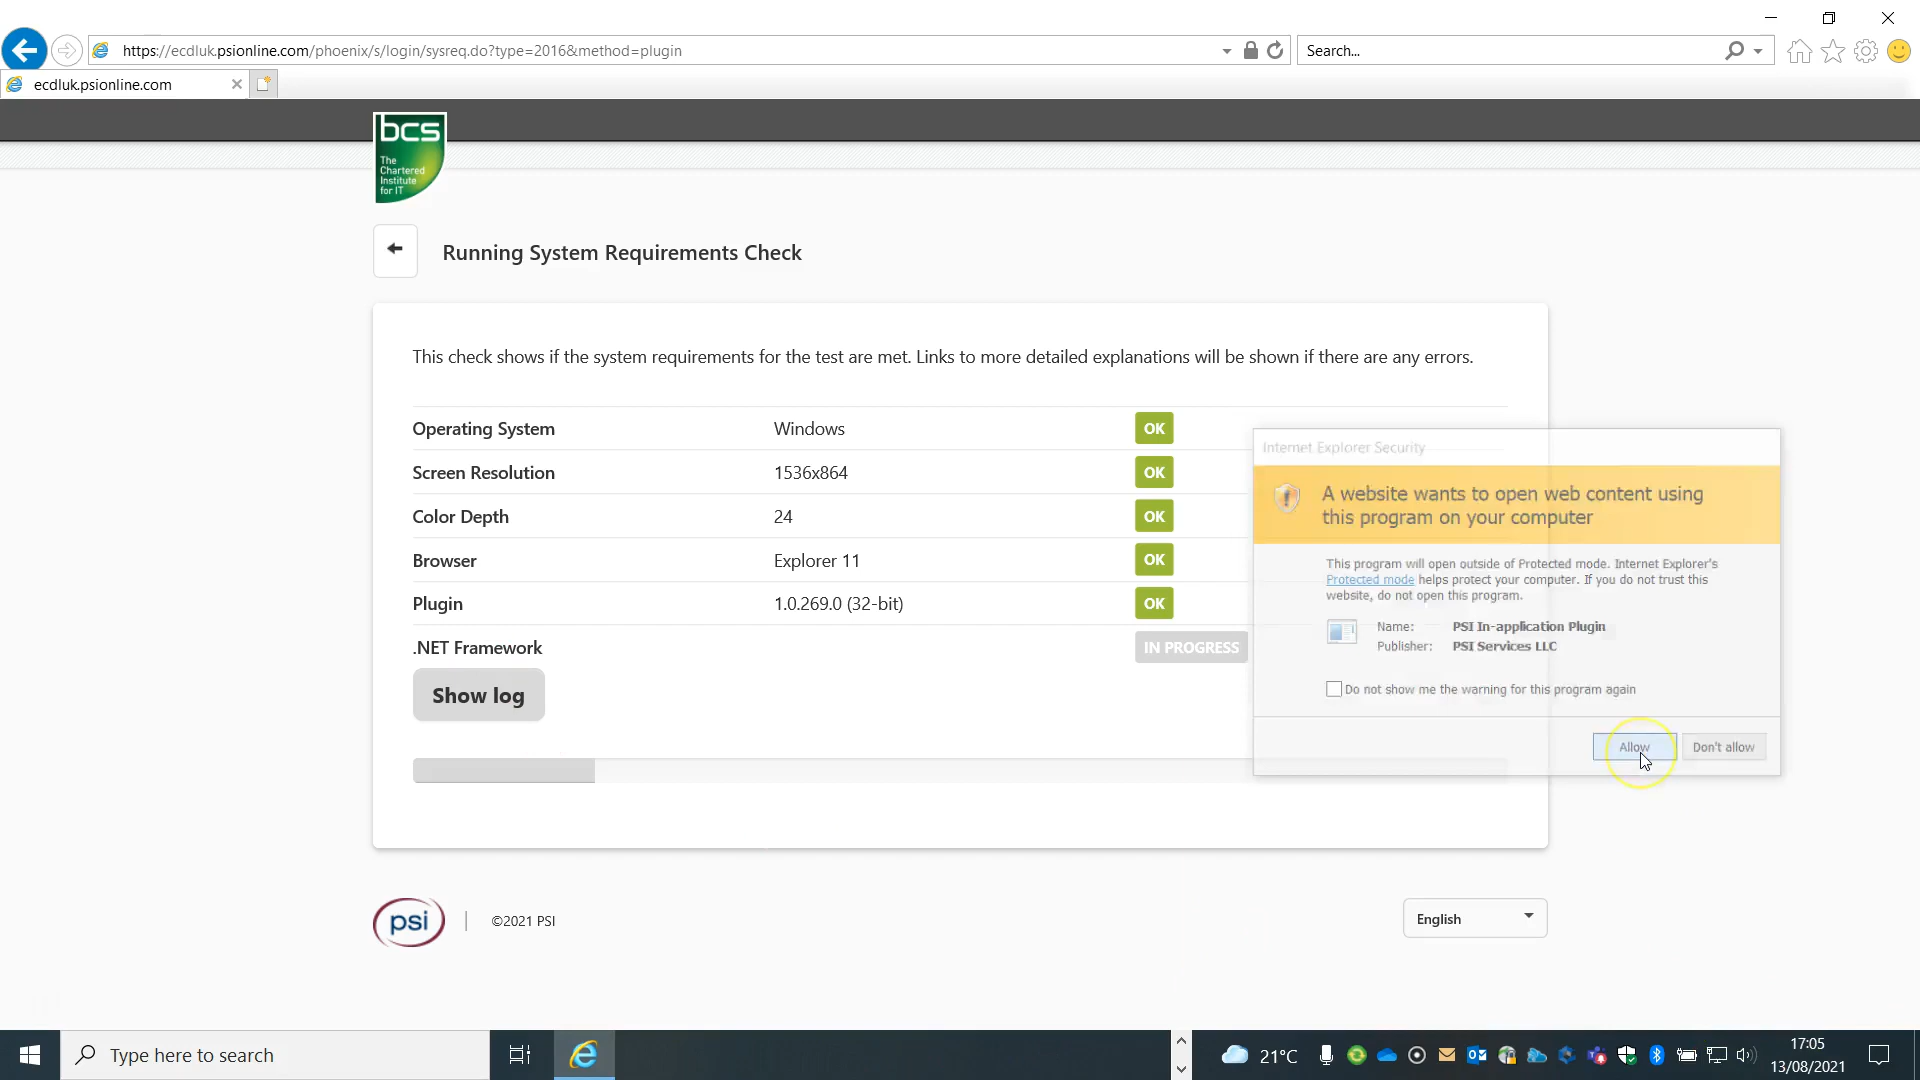 https://ecdluk.psionline.com/phoenix/s/login/sysreq.do?type=2016&method=plugin
Search...
ecdluk.psionline.com
bcs
The
Chartered
Institute
for IT
Running System Requirements Check
This check shows if the system requirements for the test are met. Links to more detailed explanations will be shown if there are any errors.
Operating System Windows OK
Screen Resolution 1536x864 OK
Color Depth 24 OK
Browser Explorer 11 OK
Plugin 1.0.269.0 (32-bit) OK
.NET Framework IN PROGRESS
Show log
Internet Explorer Security
A website wants to open web content using
this program on your computer
This program will open outside of Protected mode. Internet Explorer's
Protected mode helps protect your computer. If you do not trust this
website, do not open this program.
Name: PSI In-application Plugin
Publisher: PSI Services LLC
Do not show me the warning for this program again
Allow Don't allow
psi
©2021 PSI
English
Type here to search
21°C
17:05
13/08/2021